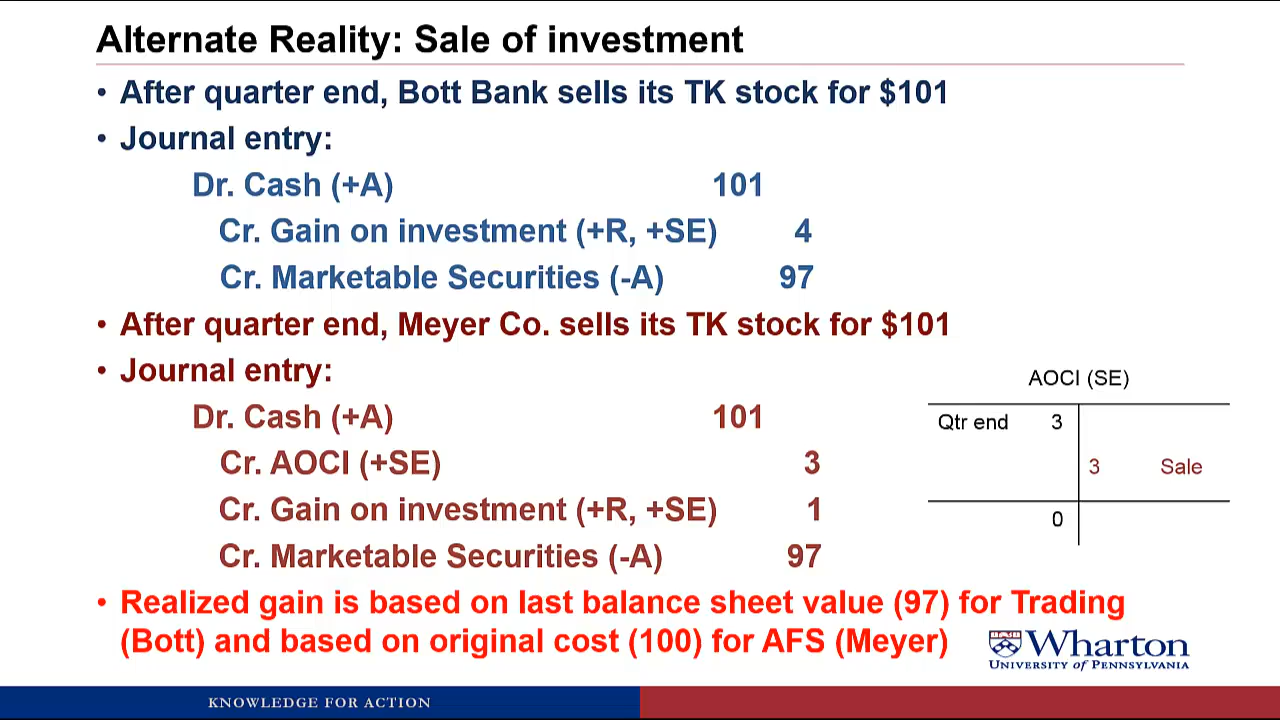 Alternate Reality: Sale of investment
• After quarter end, Bott Bank sells its TK stock for $101
• Journal entry:
Dr. Cash (+A) 101
Cr. Gain on investment (+R, +SE) 4
Cr. Marketable Securities (-A) 97
• After quarter end, Meyer Co. sells its TK stock for $101
• Journal entry:
Dr. Cash (+A) 101
Cr. AOCI (+SE) 3
Cr. Gain on investment (+R, +SE) 1
Cr. Marketable Securities (-A) 97
AOCI (SE)
Qtr end 3
3 Sale
0
• Realized gain is based on last balance sheet value (97) for Trading
(Bott) and based on original cost (100) for AFS (Meyer)
Wharton
UNIVERSITY of PENNSYLVANIA
KNOWLEDGE FOR ACTION